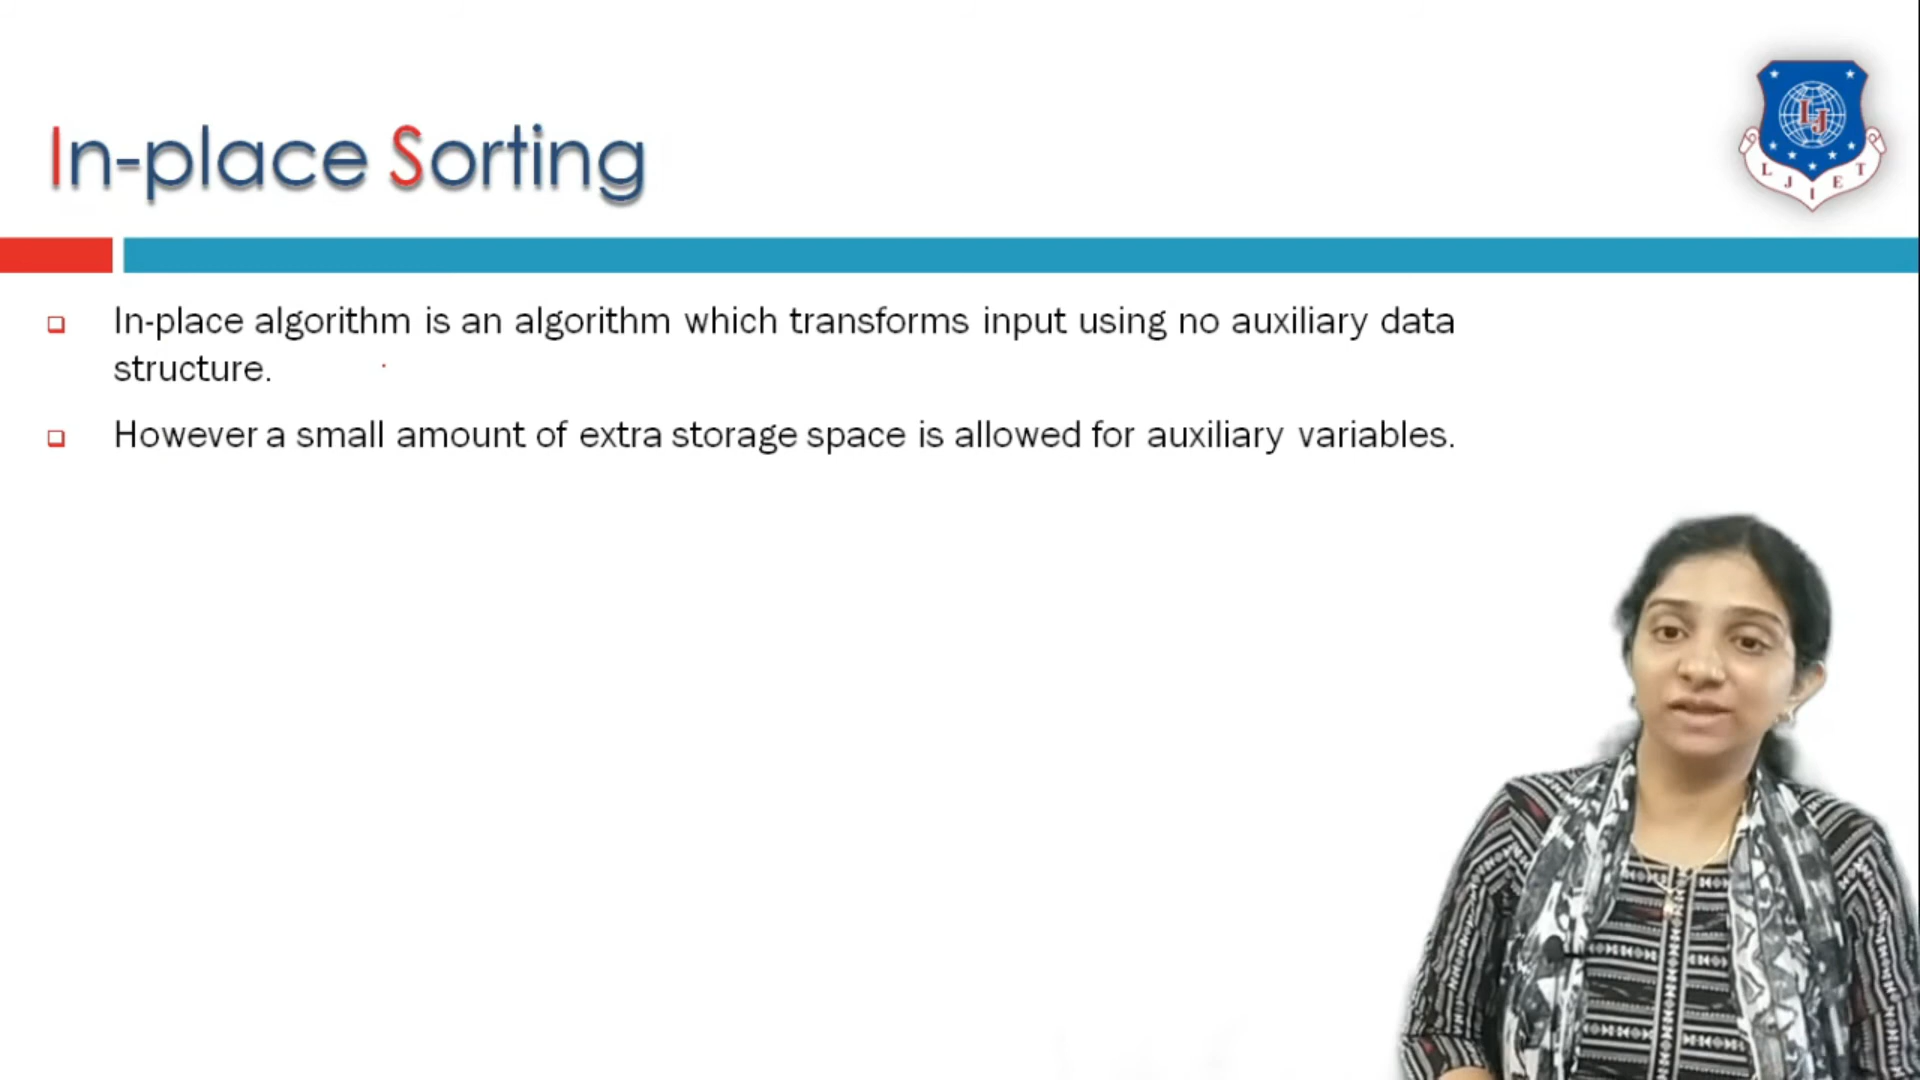 In-place Sorting
LJ
L J I E T
In-place algorithm is an algorithm which transforms input using no auxiliary data
structure.
However a small amount of extra storage space is allowed for auxiliary variables.